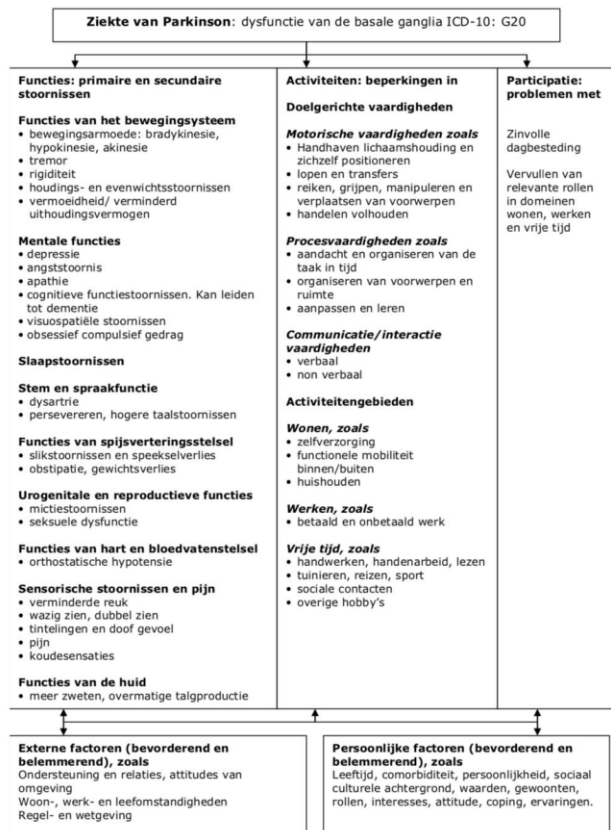 Ziekte van Parkinson: dysfunctie van de basale ganglia ICD-10: G20
Functies: primaire en secundaire
stoornissen
Functies van het bewegingsysteem
• bewegingsarmoede: bradykinesie,
hypokinesie, akinesie
• tremor
• rigiditeit
• houdings- en evenwichtsstoornissen
• vermoeidheid/ verminderd
uithoudingsvermogen
Mentale functies
• depressie
• angststoornis
• apathie
• cognitieve functiestoornissen. Kan leiden
tot dementie
• visuospatiële stoornissen
• obsessief compulsief gedrag
Slaapstoornissen
Stem en spraakfunctie
• dysartrie
• persevereren, hogere taalstoornissen
Functies van spijsverteringsstelsel
• slikstoornissen en speekselverlies
• obstipatie, gewichtsverlies
Urogenitale en reproductieve functies
• mictiestoornissen
• seksuele dysfunctie
Functies van hart en bloedvatenstelsel
• orthostatische hypotensie
Sensorische stoornissen en pijn
• verminderde reuk
• wazig zien, dubbel zien
• tintelingen en doof gevoel
• pijn
• koudesensaties
Functies van de huid
• meer zweten, overmatige talgproductie
Activiteiten: beperkingen in
Doelgerichte vaardigheden
Motorische vaardigheden zoals
• Handhaven lichaamshouding en
zichzelf positioneren
• lopen en transfers
• reiken, grijpen, manipuleren en
verplaatsen van voorwerpen
• handelen volhouden
Procesvaardigheden zoals
• aandacht en organiseren van de
taak in tijd
• organiseren van voorwerpen en
ruimte
• aanpassen en leren
Communicatie/interactie
vaardigheden
• verbaal
• non verbaal
Activiteitengebieden
Wonen, zoals
• zelfverzorging
• functionele mobiliteit
binnen/buiten
• huishouden
Werken, zoals
• betaald en onbetaald werk
Vrije tijd, zoals
• handwerken, handenarbeid, lezen
• tuinieren, reizen, sport
• sociale contacten
• overige hobby's
Participatie:
problemen met
Zinvolle
dagbesteding
Vervullen van
relevante rollen
in domeinen
wonen, werken
en vrije tijd
Externe factoren (bevorderend en
belemmerend), zoals
Ondersteuning en relaties, attitudes van
omgeving
Woon-, werk- en leefomstandigheden
Regel- en wetgeving
Persoonlijke factoren (bevorderend en
belemmerend), zoals
Leeftijd, comorbiditeit, persoonlijkheid, sociaal
culturele achtergrond, waarden, gewoonten,
rollen, interesses, attitude, coping, ervaringen.